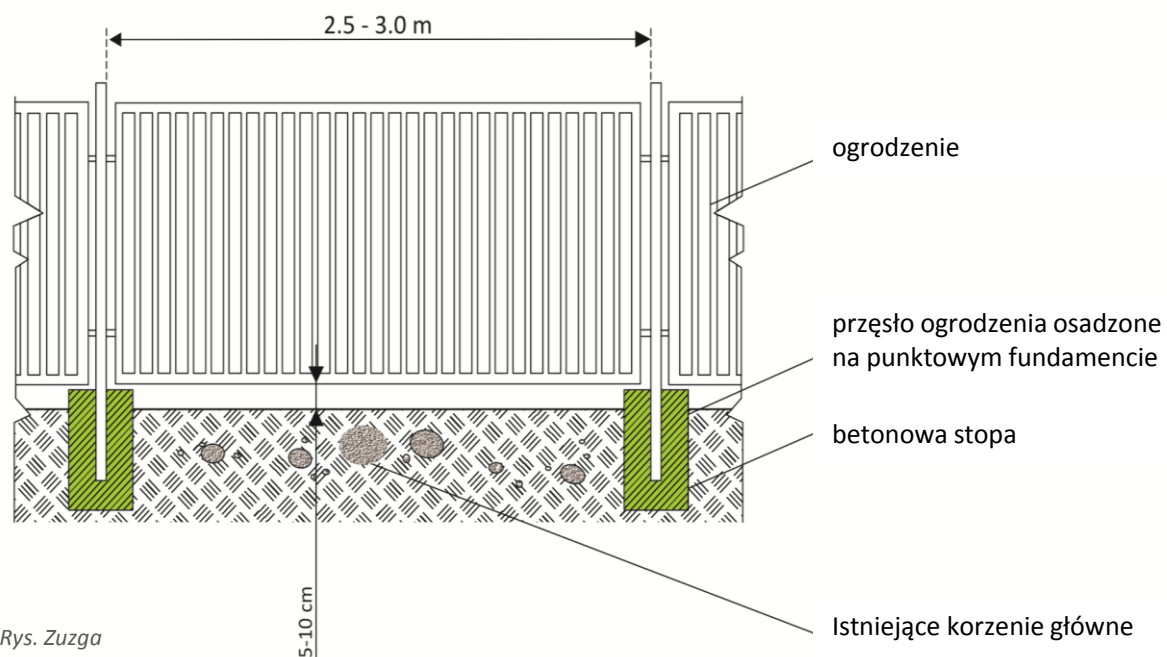 2.5 - 3.0 m
ogrodzenie
przęsło ogrodzenia osadzone
na punktowym fundamencie
betonowa stopa
Istniejące korzenie główne
5-10 cm
Rys. Zuzga